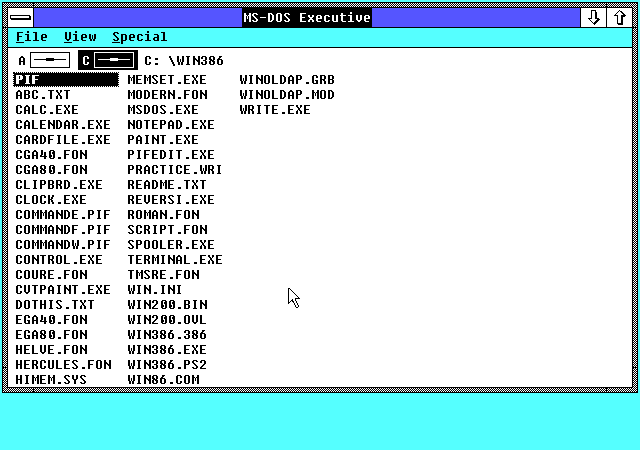 MS-DOS Executive
File View Special
A C C: \WIN386
PIF MEMSET.EXE WINOLDAP.GRB
ABC.TXT MODERN.FON WINOLDAP.MOD
CALC.EXE MSDOS.EXE WRITE.EXE
CALENDAR.EXE NOTEPAD.EXE
CARDFILE.EXE PAINT.EXE
CGA40.FON PIFEDIT.EXE
CGA80.FON PRACTICE.WRI
CLIPBRD.EXE README.TXT
CLOCK.EXE REVERSI.EXE
COMMANDE.PIF ROMAN.FON
COMMANDF.PIF SCRIPT.FON
COMMANDW.PIF SPOOLER.EXE
CONTROL.EXE TERMINAL.EXE
COURE.FON TMSRE.FON
CVTPAINT.EXE WIN.INI
DOTHIS.TXT WIN200.BIN
EGA40.FON WIN200.OVL
EGA80.FON WIN386.386
HELVE.FON WIN386.EXE
HERCULES.FON WIN386.PS2
HIMEM.SYS WIN86.COM